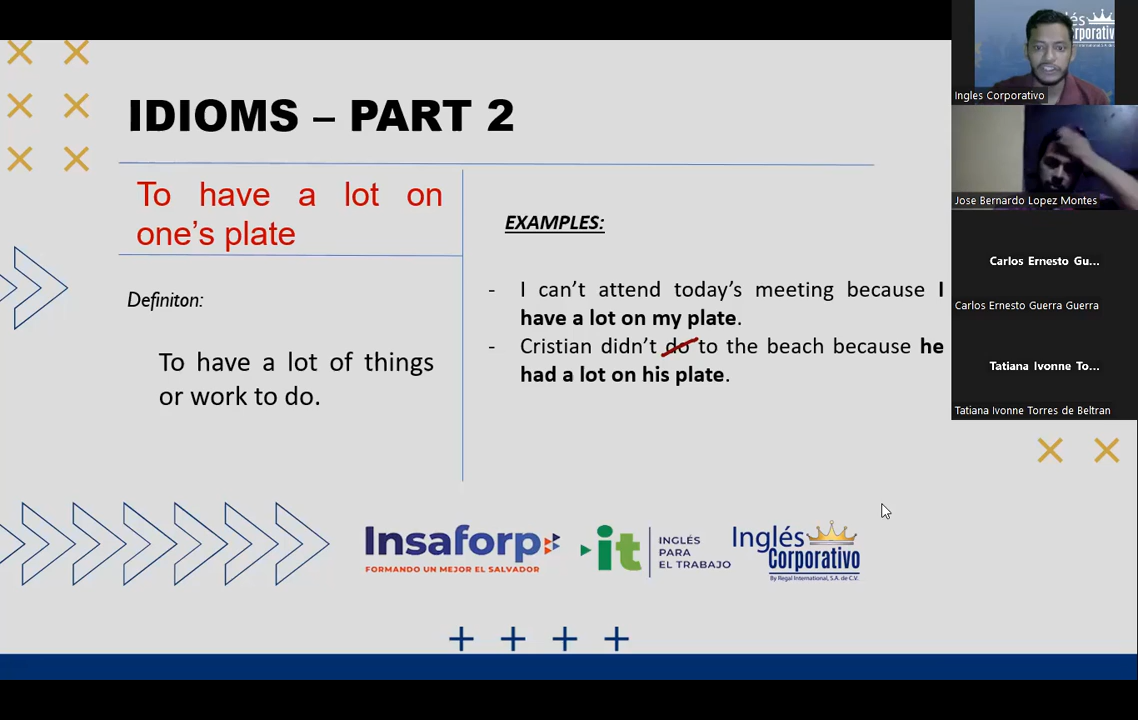 IDIOMS – PART 2
To have a lot on
one's plate
Definiton:
To have a lot of things
or work to do.
EXAMPLES:
- I can't attend today's meeting because I
have a lot on my plate.
- Cristian didn't do to the beach because he
had a lot on his plate.
Insaforp
FORMANDO UN MEJOR EL SALVADOR
it
INGLÉS
PARA
EL TRABAJO
Inglés
Corporativo
By Regal International, S.A. de C.V.
Ingles Corporativo
Jose Bernardo Lopez Montes
Carlos Ernesto Gu...
Carlos Ernesto Guerra Guerra
Tatiana Ivonne To...
Tatiana Ivonne Torres de Beltran